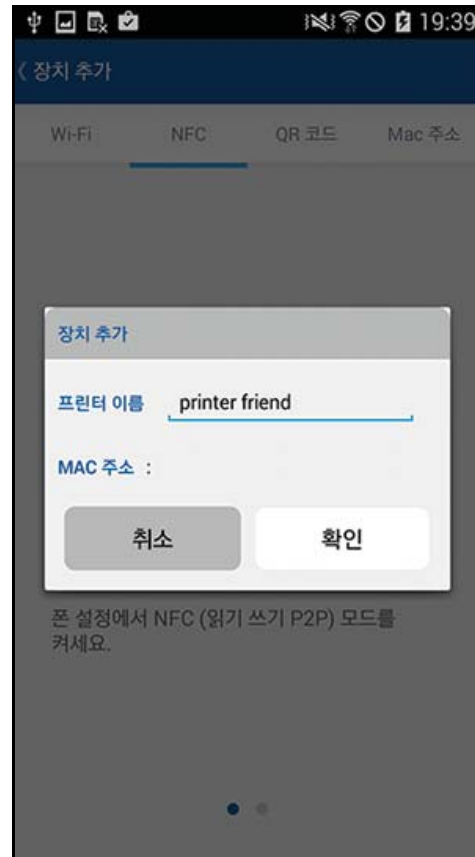 19:39
〈 장치 추가
Wi-Fi NFC QR 코드 Mac 주소
장치 추가
프린터 이름 printer friend
MAC 주소 :
취소 확인
폰 설정에서 NFC (읽기 쓰기 P2P) 모드를
켜세요.